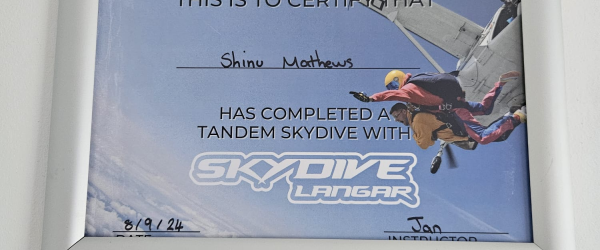 THIS IS TO CERTIFY THAT
Shinu Mathews
HAS COMPLETED A
TANDEM SKYDIVE WITH
SKYDIVE
LANGAR
8/9/24 Jan
DATE INSTRUCTOR